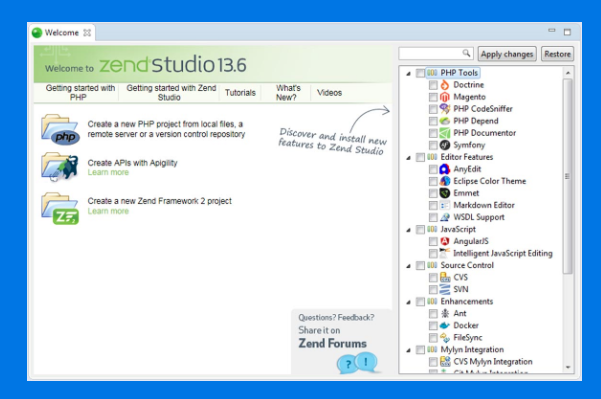 Welcome
Welcome to zend studio 13.6
Getting started with PHP
Getting started with Zend Studio
Tutorials
What's New?
Videos
Create a new PHP project from local files, a
remote server or a version control repository
php
Discover and install new
features to Zend Studio
Create APIs with Apigility
Learn more
Create a new Zend Framework 2 project
Learn more
ZF2
Questions? Feedback?
Share it on
Zend Forums
? !
Apply changes
Restore
PHP Tools
Doctrine
Magento
PHP CodeSniffer
PHP Depend
PHP Documentor
Symfony
Editor Features
AnyEdit
Eclipse Color Theme
Emmet
Markdown Editor
WSDL Support
JavaScript
AngularJS
Intelligent JavaScript Editing
Source Control
CVS
SVN
Enhancements
Ant
Docker
FileSync
Mylyn Integration
CVS Mylyn Integration
Git Mylyn Integration